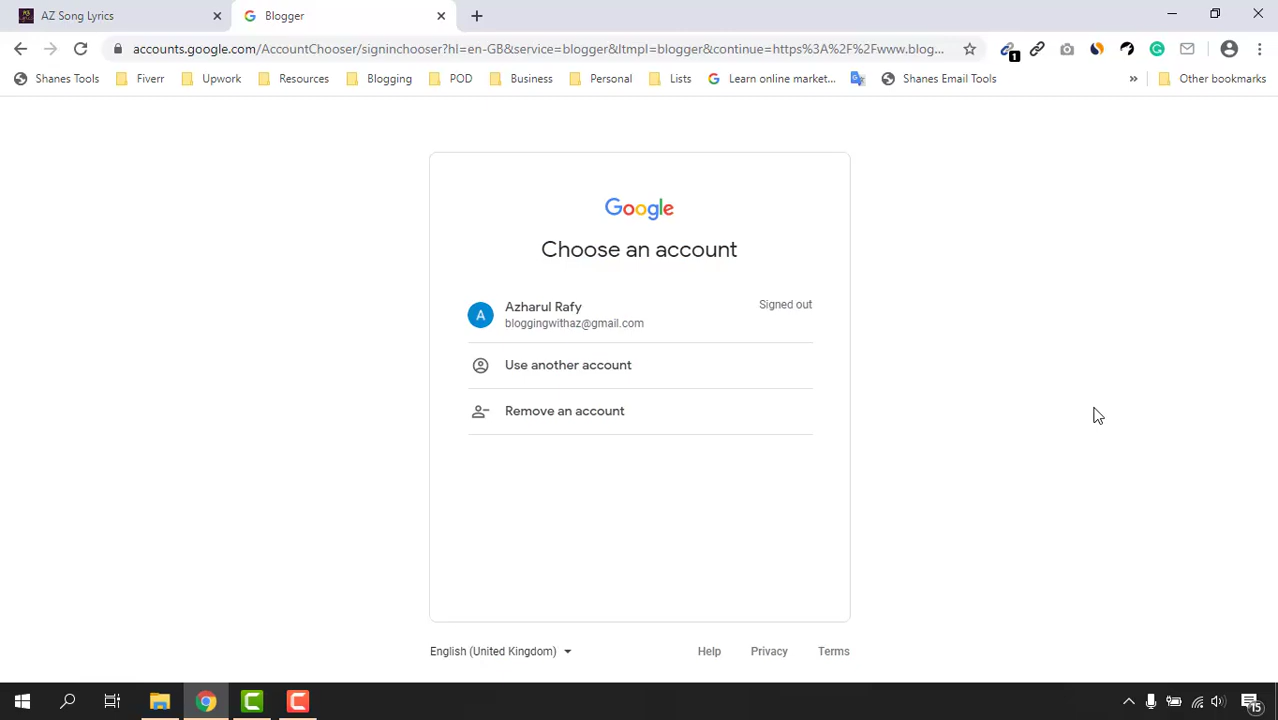 AZ Song Lyrics
Blogger
accounts.google.com/AccountChooser/signinchooser?hl=en-GB&service=blogger&ltmpl=blogger&continue=https%3A%2F%2Fwww.blog...
1
Shanes Tools
Fiverr
Upwork
Resources
Blogging
POD
Business
Personal
Lists
Learn online market...
Shanes Email Tools
Other bookmarks
Google
Choose an account
A
Azharul Rafy
Signed out
bloggingwithaz@gmail.com
Use another account
Remove an account
English (United Kingdom)
Help
Privacy
Terms
15